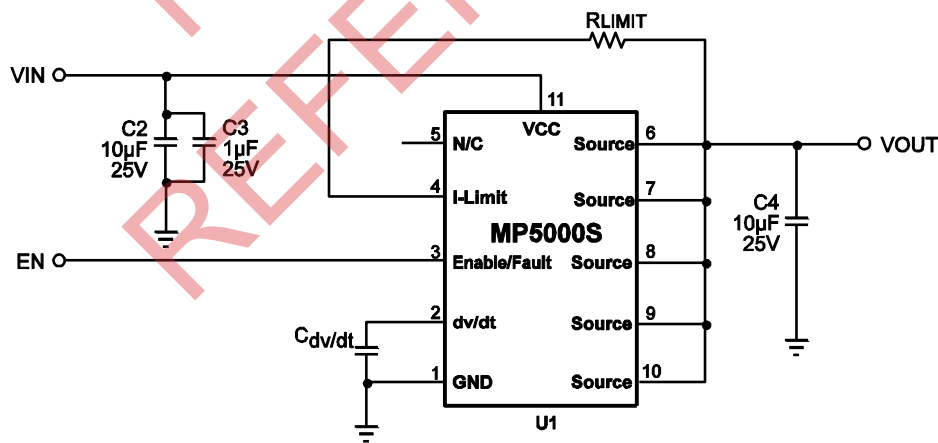 RLIMIT
VIN
11
VCC
C2
10µF
25V
C3
1µF
25V
5
N/C
Source
6
VOUT
4
I-Limit
Source
7
MP5000S
C4
10µF
25V
EN
3
Enable/Fault
Source
8
2
dv/dt
Source
9
Cdv/dt
1
GND
Source
10
U1
REFE